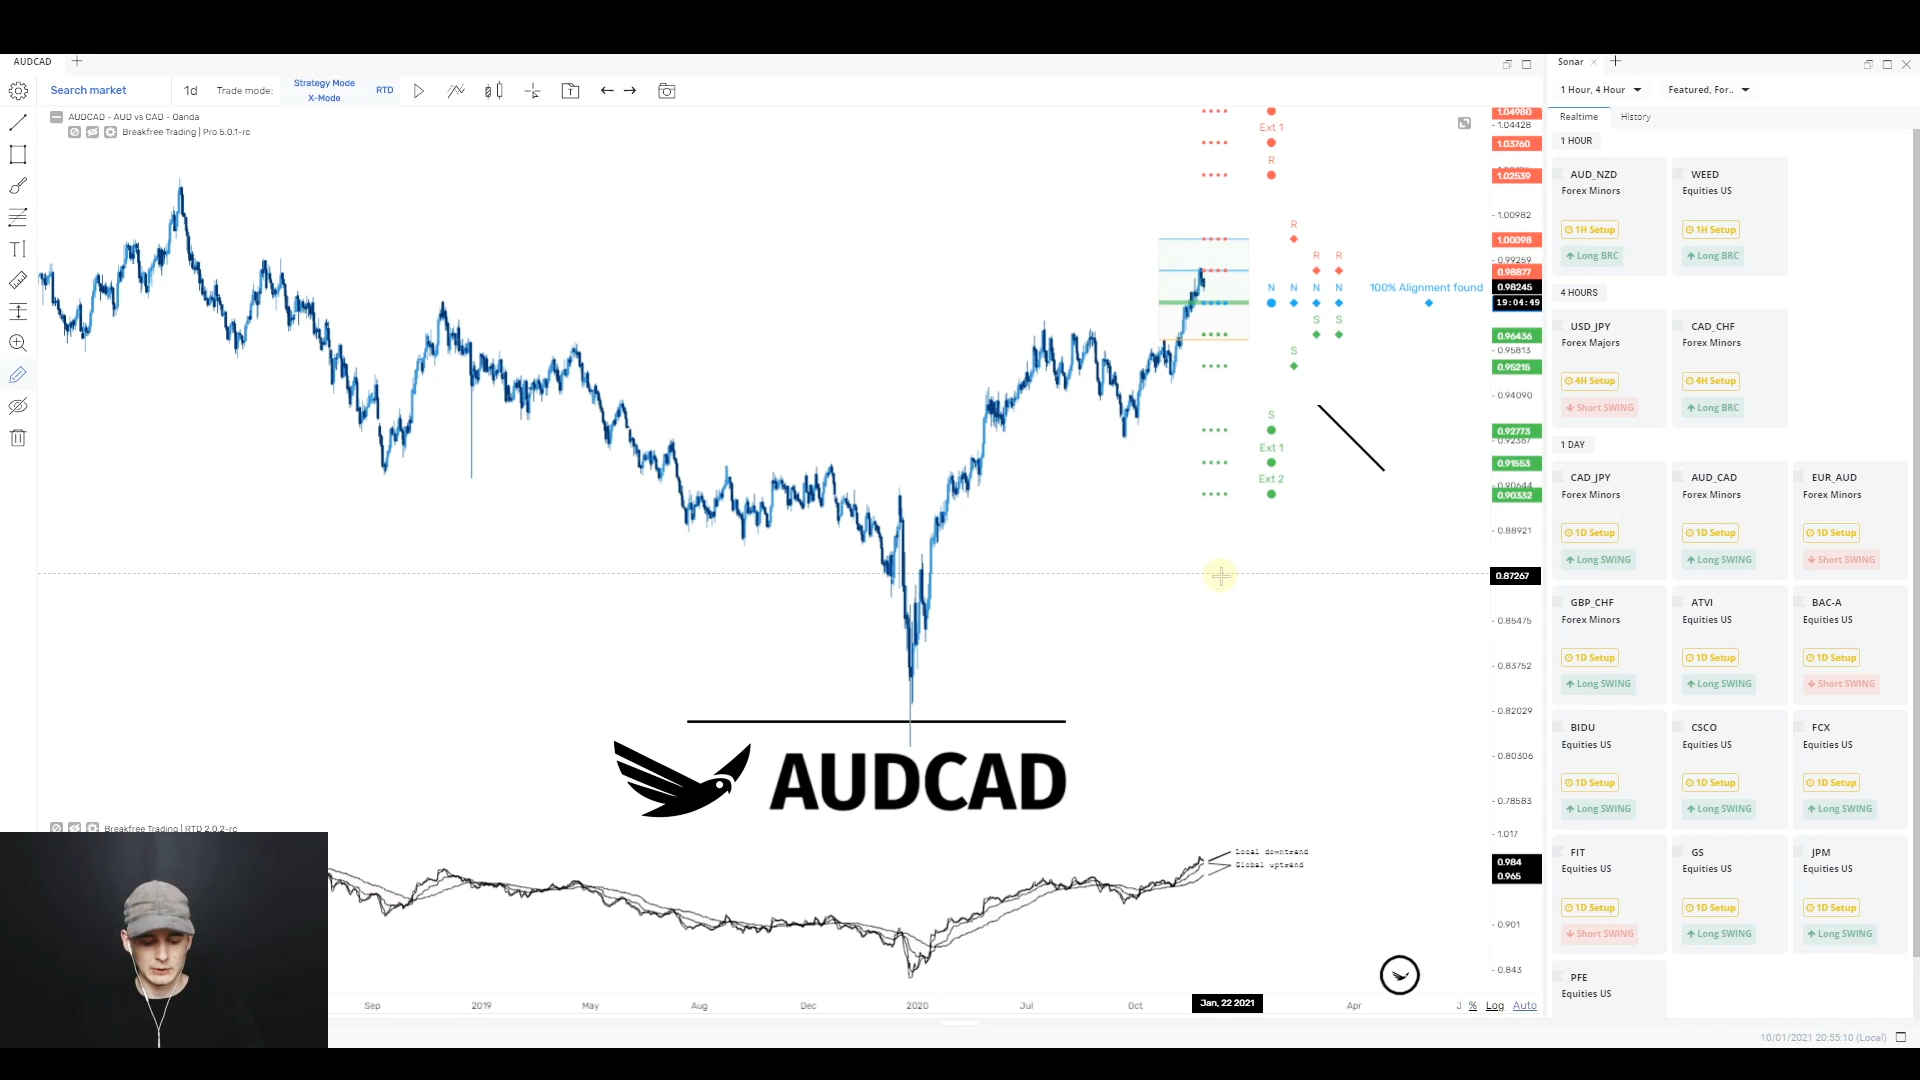 AUDCAD
Search market
1d
Trade mode:
Strategy Mode
X-Mode
RTD
AUDCAD - AUD vs CAD - Oanda
Breakfree Trading | Pro 5.0.1-rc
Ext 1
R
R
R R
N N N N
100% Alignment found
S S
S
S
Ext 1
Ext 2
1.04980
1.04428
1.03760
1.02539
1.00982
1.00098
0.99259
0.98877
0.98245
19:04:49
0.96436
0.95813
0.95215
0.94090
0.92773
0.92367
0.91553
0.90644
0.90332
0.88921
0.87267
0.85475
0.83752
0.82029
0.80306
0.78583
AUDCAD
Breakfree Trading | RTD 2.0.2-rc
Local downtrend
Global uptrend
1.017
0.984
0.965
0.901
0.843
Sep 2019 May Aug Dec 2020 Jul Oct Jan, 22 2021 Apr J % Log Auto
Sonar
1 Hour, 4 Hour
Featured, For..
Realtime History
1 HOUR
AUD_NZD
Forex Minors
1H Setup
Long BRC
WEED
Equities US
1H Setup
Long BRC
4 HOURS
USD_JPY
Forex Majors
4H Setup
Short SWING
CAD_CHF
Forex Minors
4H Setup
Long BRC
1 DAY
CAD_JPY
Forex Minors
1D Setup
Long SWING
AUD_CAD
Forex Minors
1D Setup
Long SWING
EUR_AUD
Forex Minors
1D Setup
Short SWING
GBP_CHF
Forex Minors
1D Setup
Long SWING
ATVI
Equities US
1D Setup
Long SWING
BAC-A
Equities US
1D Setup
Short SWING
BIDU
Equities US
1D Setup
Long SWING
CSCO
Equities US
1D Setup
Long SWING
FCX
Equities US
1D Setup
Long SWING
FIT
Equities US
1D Setup
Short SWING
GS
Equities US
1D Setup
Long SWING
JPM
Equities US
1D Setup
Long SWING
PFE
Equities US
10/01/2021 20:55:10 (Local)